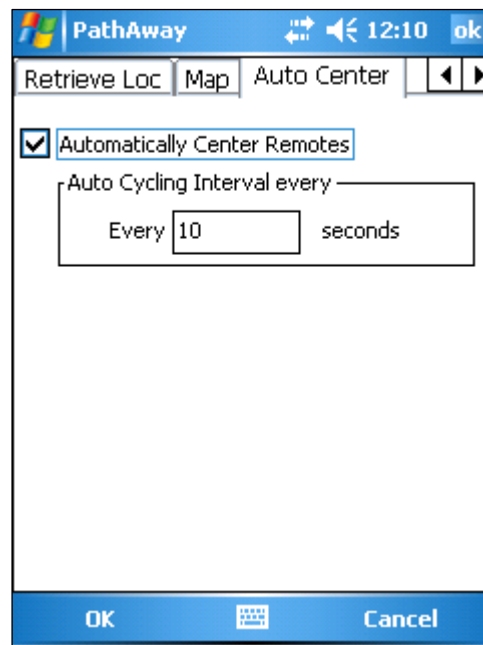 PathAway 12:10 ok
Retrieve Loc Map Auto Center
Automatically Center Remotes
Auto Cycling Interval every
Every 10 seconds
OK Cancel